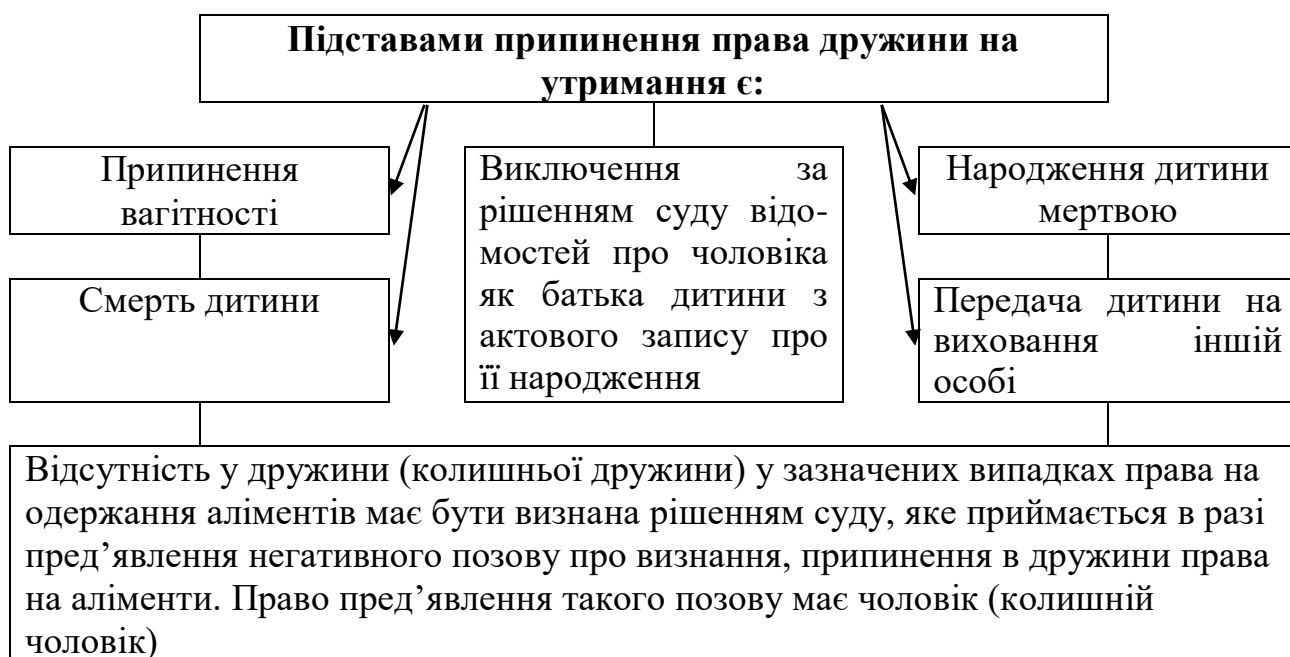 Підставами припинення права дружини на
утримання є:
Припинення
вагітності
Виключення за
рішенням суду відо-
мостей про чоловіка
як батька дитини з
актового запису про
її народження
Народження дитини
мертвою
Смерть дитини
Передача дитини на
виховання іншій
особі
Відсутність у дружини (колишньої дружини) у зазначених випадках права на
одержання аліментів має бути визнана рішенням суду, яке приймається в разі
пред’явлення негативного позову про визнання, припинення в дружини права
на аліменти. Право пред’явлення такого позову має чоловік (колишній
чоловік)